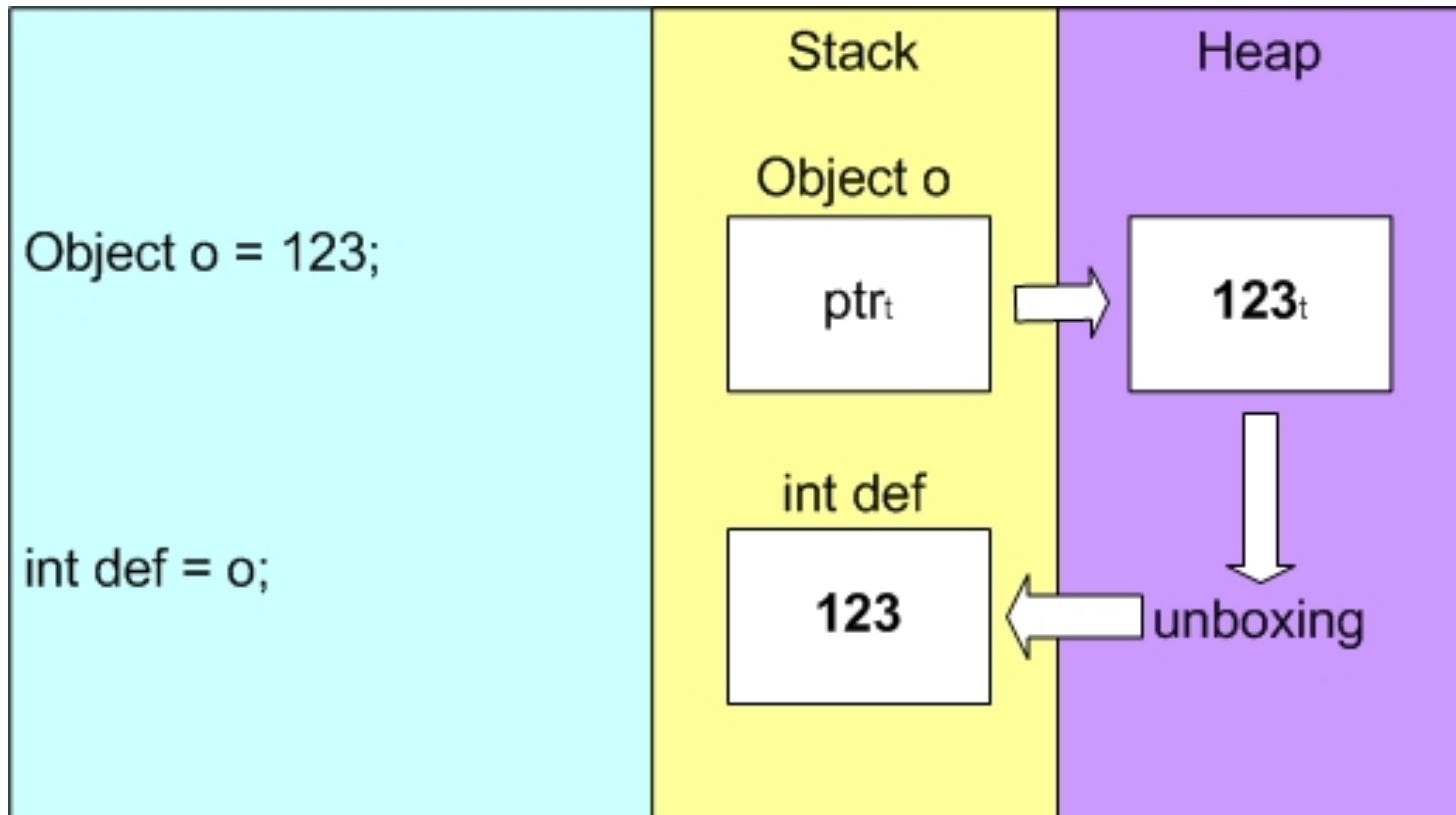 Stack
Heap
Object o
Object o = 123;
ptrt
123t
int def
int def = o;
123
unboxing